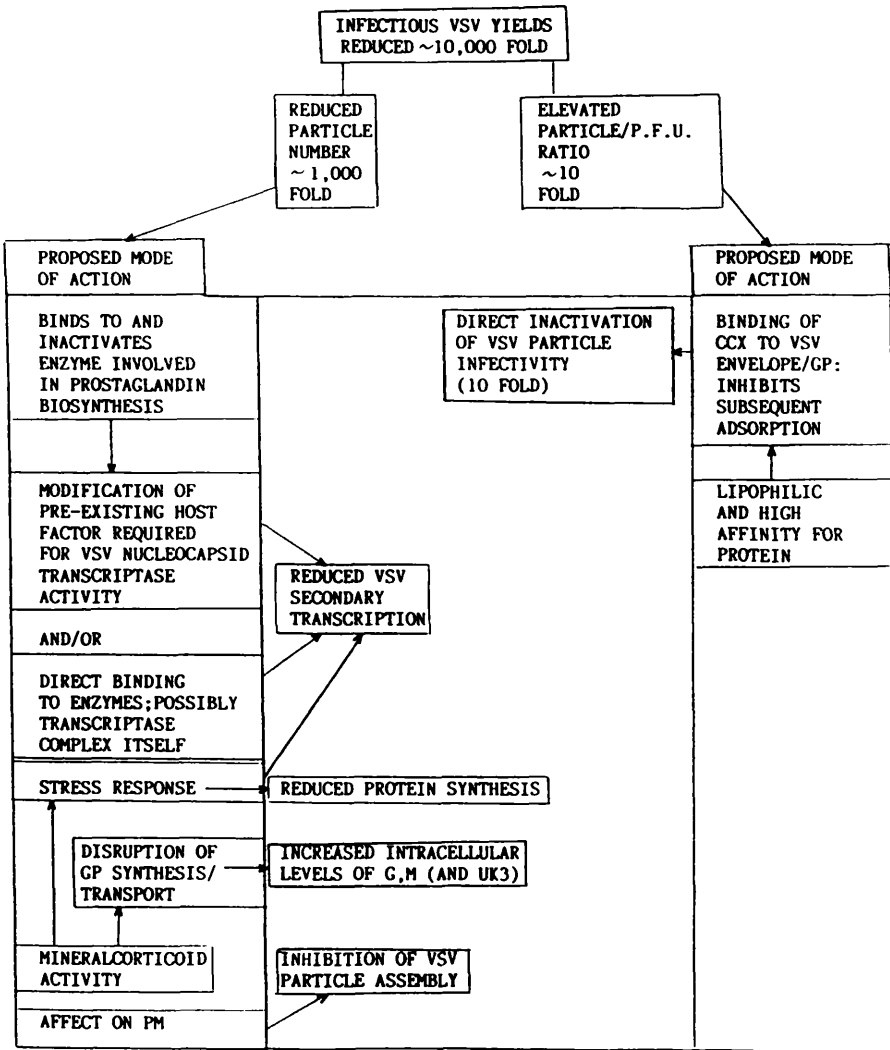 INFECTIOUS VSV YIELDS
REDUCED ~10,000 FOLD
REDUCED
PARTICLE
NUMBER
~ 1,000
FOLD
ELEVATED
PARTICLE/P.F.U.
RATIO
~10
FOLD
PROPOSED MODE
OF ACTION
PROPOSED MODE
OF ACTION
BINDS TO AND
INACTIVATES
ENZYME INVOLVED
IN PROSTAGLANDIN
BIOSYNTHESIS
DIRECT INACTIVATION
OF VSV PARTICLE
INFECTIVITY
(10 FOLD)
BINDING OF
CCX TO VSV
ENVELOPE/GP:
INHIBITS
SUBSEQUENT
ADSORPTION
MODIFICATION OF
PRE-EXISTING HOST
FACTOR REQUIRED
FOR VSV NUCLEOCAPSID
TRANSCRIPTASE
ACTIVITY
LIPOPHILIC
AND HIGH
AFFINITY FOR
PROTEIN
REDUCED VSV
SECONDARY
TRANSCRIPTION
AND/OR
DIRECT BINDING
TO ENZYMES;POSSIBLY
TRANSCRIPTASE
COMPLEX ITSELF
STRESS RESPONSE
REDUCED PROTEIN SYNTHESIS
DISRUPTION OF
GP SYNTHESIS/
TRANSPORT
INCREASED INTRACELLULAR
LEVELS OF G,M (AND UK3)
MINERALCORTICOID
ACTIVITY
INHIBITION OF VSV
PARTICLE ASSEMBLY
AFFECT ON PM